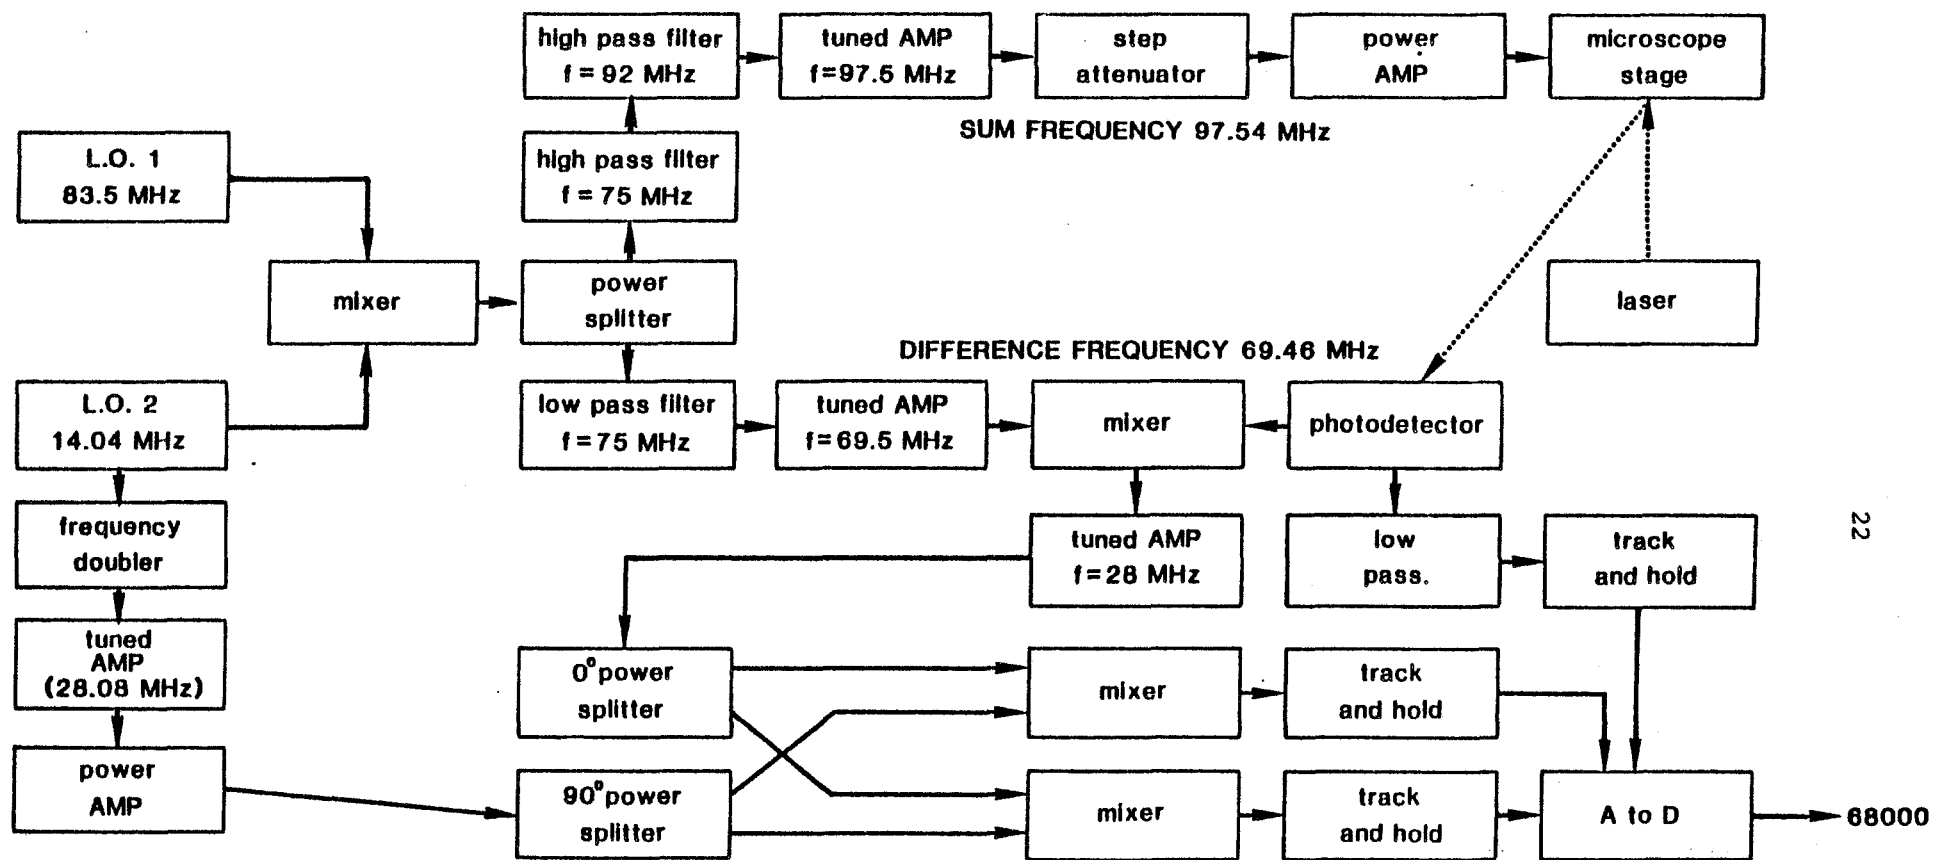 high pass filter
f = 92 MHz
tuned AMP
f=97.5 MHz
step
attenuator
power
AMP
microscope
stage
SUM FREQUENCY 97.54 MHz
L.O. 1
83.5 MHz
high pass filter
f = 75 MHz
mixer
power
splitter
laser
DIFFERENCE FREQUENCY 69.46 MHz
L.O. 2
14.04 MHz
low pass filter
f=75 MHz
tuned AMP
f=69.5 MHz
mixer
photodetector
frequency
doubler
tuned AMP
f=28 MHz
low
pass.
track
and hold
22
tuned
AMP
(28.08 MHz)
0° power
splitter
mixer
track
and hold
power
AMP
90° power
splitter
mixer
track
and hold
A to D
68000